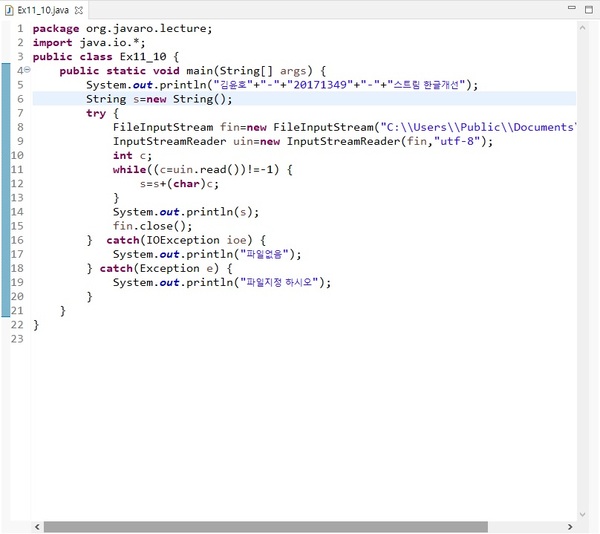 Ex11_10.java
1 package org.javaro.lecture;
2 import java.io.*;
3 public class Ex11_10 {
4     public static void main(String[] args) {
5         System.out.println("김윤호"+"-"+"20171349"+"-"+"스트림 한글개선");
6         String s=new String();
7         try {
8             FileInputStream fin=new FileInputStream("C:\\Users\\Public\\Documents\
9             InputStreamReader uin=new InputStreamReader(fin,"utf-8");
10             int c;
11             while((c=uin.read())!=-1) {
12                 s=s+(char)c;
13             }
14             System.out.println(s);
15             fin.close();
16         }  catch(IOException ioe) {
17             System.out.println("파일없음");
18         } catch(Exception e) {
19             System.out.println("파일지정 하시오");
20         }
21     }
22 }
23